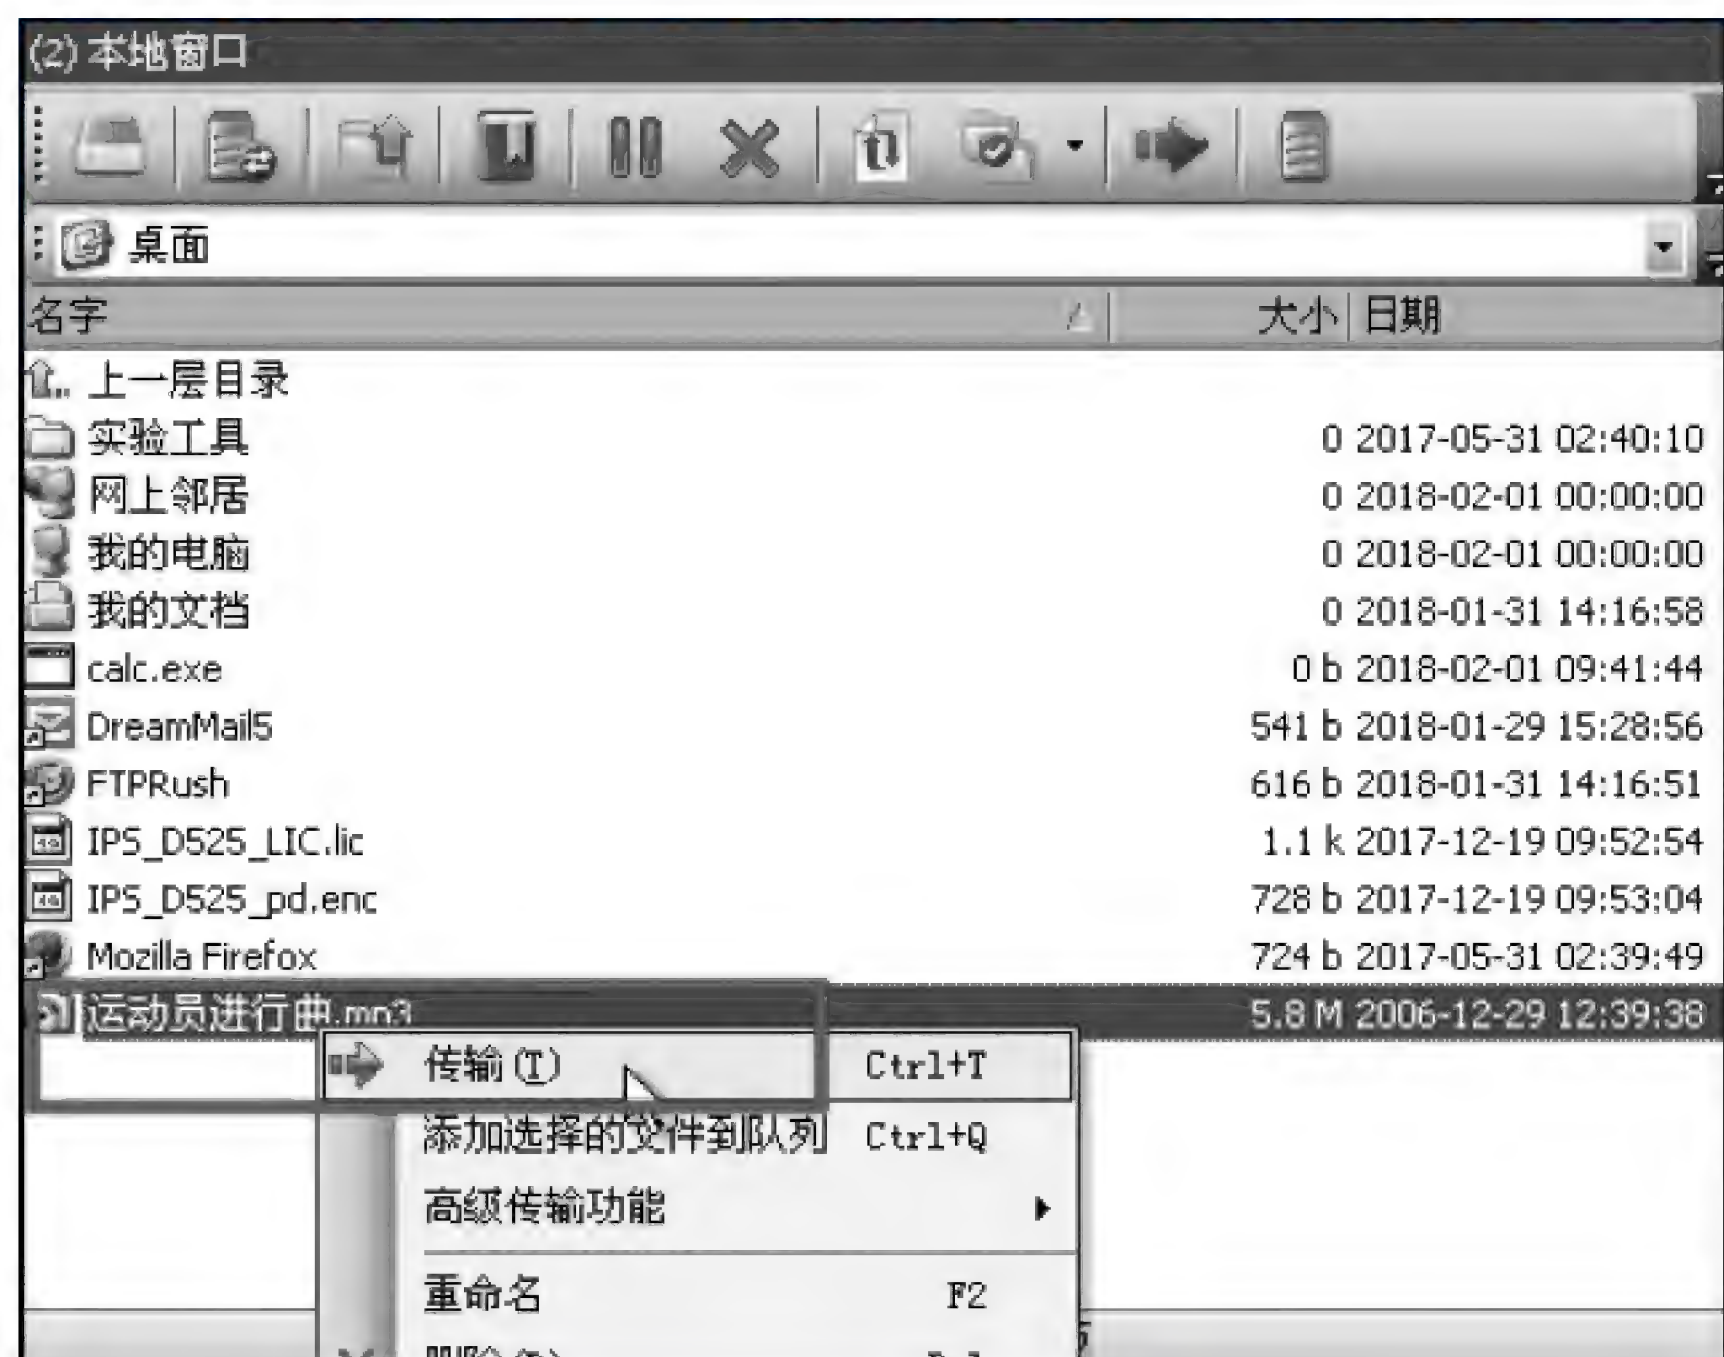 (2) 本地窗口
桌面
名字 大小 日期
上一层目录
实验工具 0 2017-05-31 02:40:10
网上邻居 0 2018-02-01 00:00:00
我的电脑 0 2018-02-01 00:00:00
我的文档 0 2018-01-31 14:16:58
calc.exe 0 b 2018-02-01 09:41:44
DreamMail5 541 b 2018-01-29 15:28:56
FTPRush 616 b 2018-01-31 14:16:51
IPS_D525_LIC.lic 1.1 k 2017-12-19 09:52:54
IPS_D525_pd.enc 728 b 2017-12-19 09:53:04
Mozilla Firefox 724 b 2017-05-31 02:39:49
运动员进行曲.mp3 5.8 M 2006-12-29 12:39:38
传输(T) Ctrl+T
添加选择的文件到队列 Ctrl+Q
高级传输功能
重命名 F2